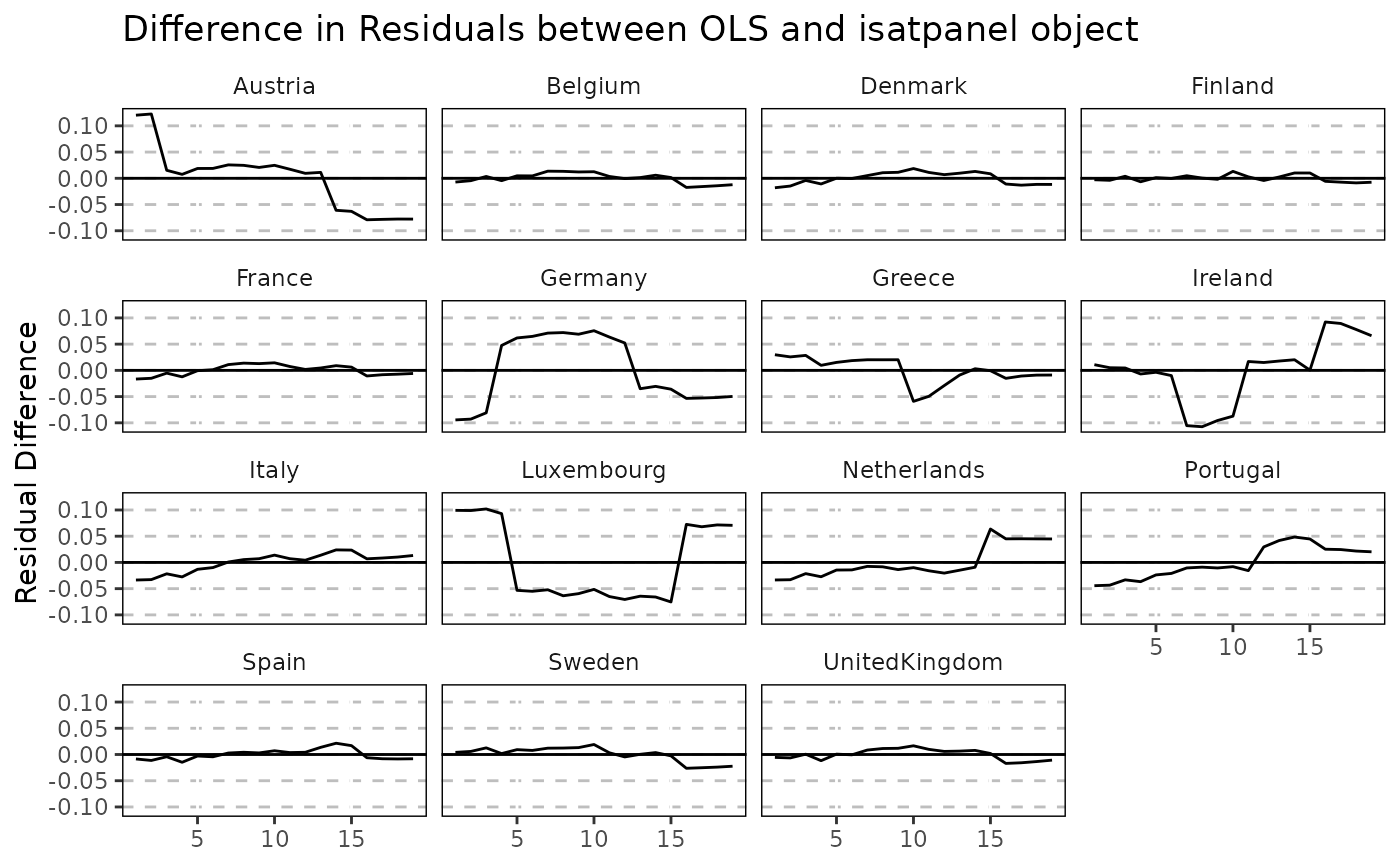 Difference in Residuals between OLS and isatpanel object
Austria Belgium Denmark Finland
0.10
0.05
0.00
-0.05
-0.10
France Germany Greece Ireland
0.10
0.05
0.00
-0.05
-0.10
Residual Difference
Italy Luxembourg Netherlands Portugal
0.10
0.05
0.00
-0.05
-0.10
5 10 15
Spain Sweden UnitedKingdom
0.10
0.05
0.00
-0.05
-0.10
5 10 15 5 10 15 5 10 15